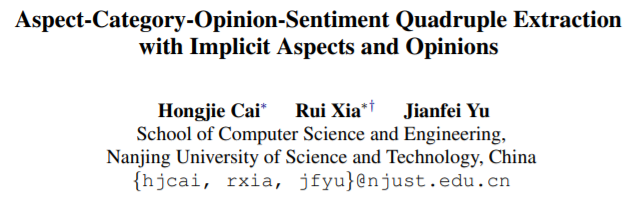 Aspect-Category-Opinion-Sentiment Quadruple Extraction
with Implicit Aspects and Opinions
Hongjie Cai* Rui Xia*† Jianfei Yu
School of Computer Science and Engineering,
Nanjing University of Science and Technology, China
{hjcai, rxia, jfyu}@njust.edu.cn